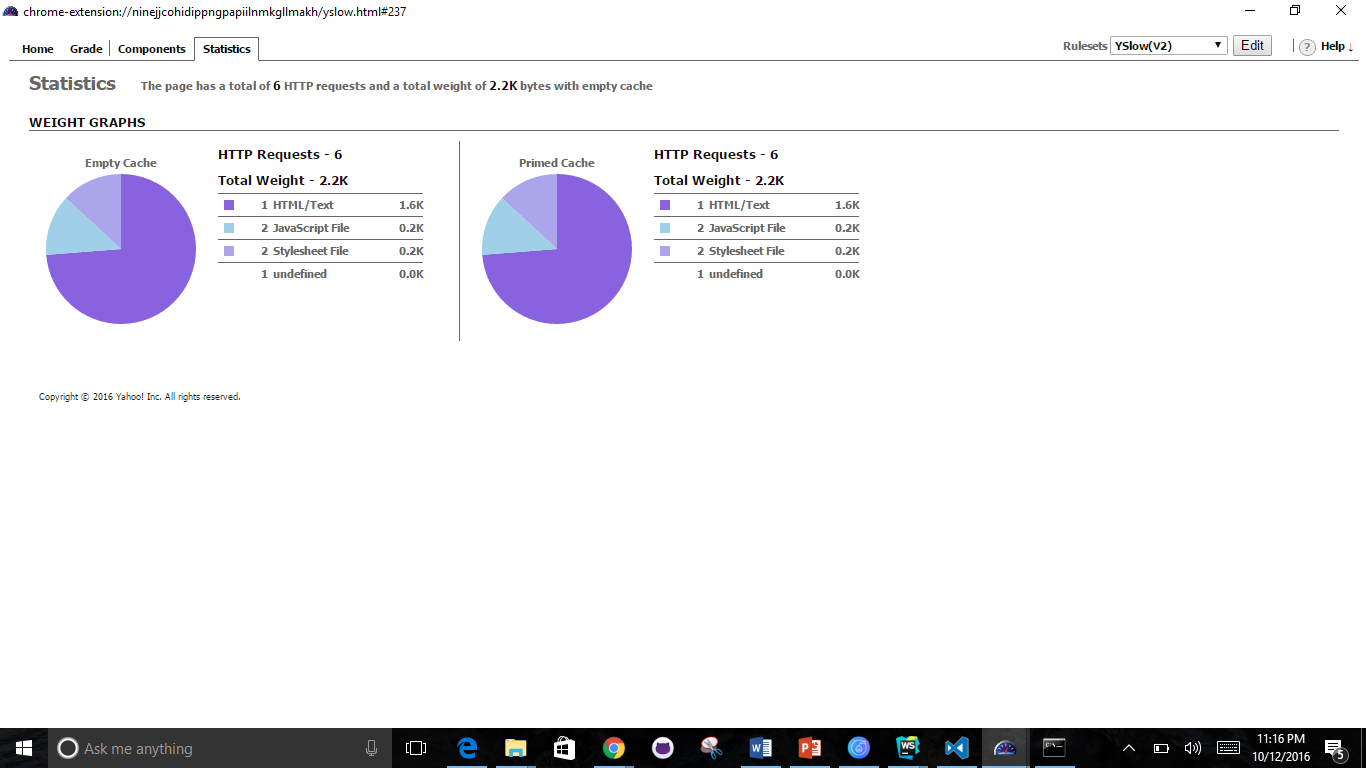 chrome-extension://ninejjcohidippngpapiilnmkgllmakh/yslow.html#237
Home Grade Components Statistics
Rulesets YSlow(V2) Edit ? Help ↓
Statistics The page has a total of 6 HTTP requests and a total weight of 2.2K bytes with empty cache
WEIGHT GRAPHS
Empty Cache
HTTP Requests - 6
Total Weight - 2.2K
1 HTML/Text 1.6K
2 JavaScript File 0.2K
2 Stylesheet File 0.2K
1 undefined 0.0K
Primed Cache
HTTP Requests - 6
Total Weight - 2.2K
1 HTML/Text 1.6K
2 JavaScript File 0.2K
2 Stylesheet File 0.2K
1 undefined 0.0K
Copyright © 2016 Yahoo! Inc. All rights reserved.
Ask me anything
WS
11:16 PM
10/12/2016
5